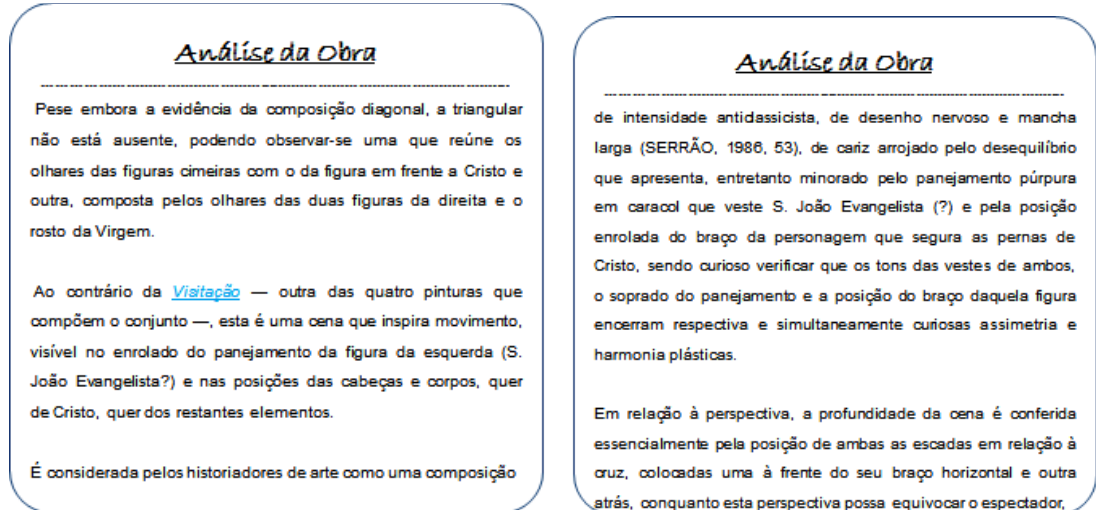 Análise da Obra
Pese embora a evidência da composição diagonal, a triangular
não está ausente, podendo observar-se uma que reúne os
olhares das figuras cimeiras com o da figura em frente a Cristo e
outra, composta pelos olhares das duas figuras da direita e o
rosto da Virgem.
Ao contrário da Visitação — outra das quatro pinturas que
compõem o conjunto —, esta é uma cena que inspira movimento,
visível no enrolado do panejamento da figura da esquerda (S.
João Evangelista?) e nas posições das cabeças e corpos, quer
de Cristo, quer dos restantes elementos.
É considerada pelos historiadores de arte como uma composição
Análise da Obra
de intensidade anticlassicista, de desenho nervoso e mancha
larga (SERRÃO, 1986, 53), de cariz arrojado pelo desequilíbrio
que apresenta, entretanto minorado pelo panejamento púrpura
em caracol que veste S. João Evangelista (?) e pela posição
enrolada do braço da personagem que segura as pernas de
Cristo, sendo curioso verificar que os tons das vestes de ambos,
o soprado do panejamento e a posição do braço daquela figura
encerram respectiva e simultaneamente curiosas assimetria e
harmonia plásticas.
Em relação à perspectiva, a profundidade da cena é conferida
essencialmente pela posição de ambas as escadas em relação à
cruz, colocadas uma à frente do seu braço horizontal e outra
atrás, conquanto esta perspectiva possa equivocar o espectador,